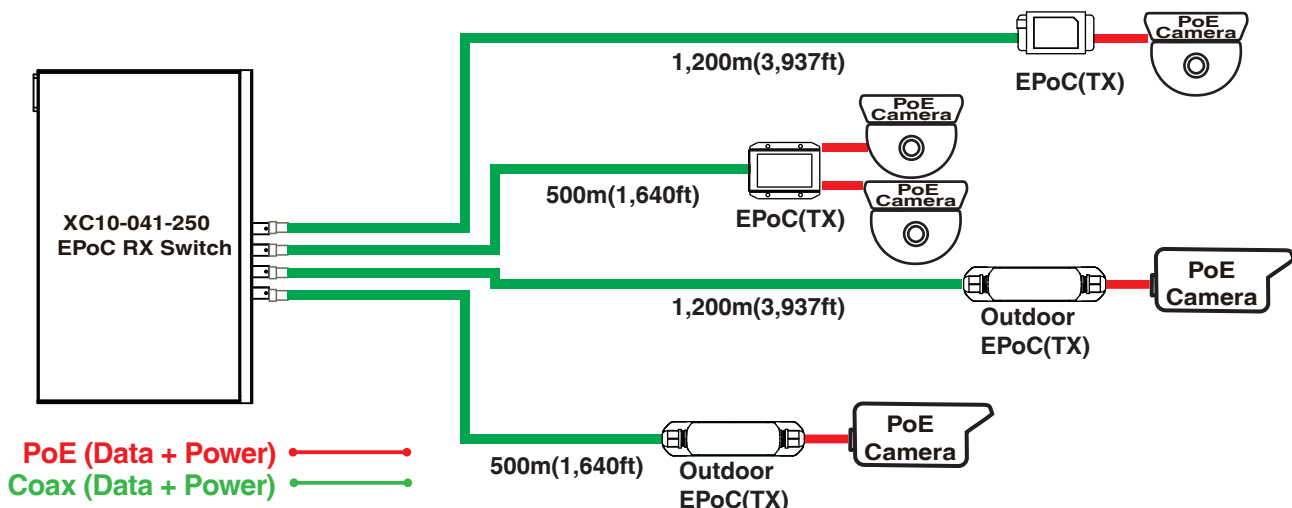 PoE
Camera
1,200m(3,937ft)
EPoC(TX)
PoE
Camera
500m(1,640ft)
EPoC(TX)
PoE
Camera
XC10-041-250
EPoC RX Switch
1,200m(3,937ft)
Outdoor
EPoC(TX)
PoE
Camera
PoE (Data + Power)
Coax (Data + Power)
500m(1,640ft)
Outdoor
EPoC(TX)
PoE
Camera